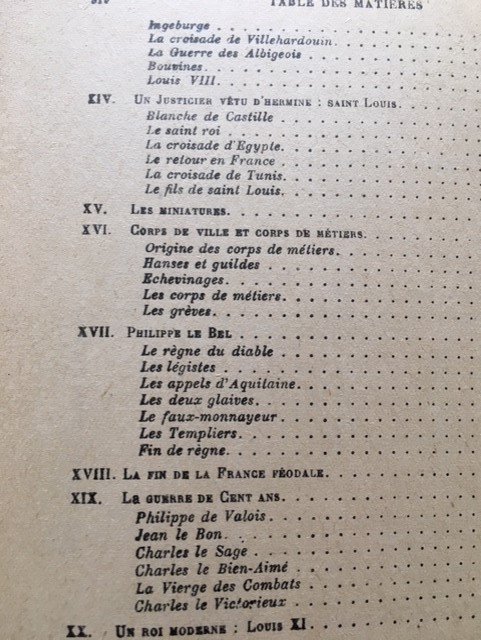 TABLE DES MATIÈRES
Ingeburge
La croisade de Villehardouin
La Guerre des Albigeois
Bouvines
Louis VIII
XIV. UN JUSTICIER VÊTU D'HERMINE : SAINT LOUIS.
Blanche de Castille
Le saint roi
La croisade d'Egypte.
Le retour en France
La croisade de Tunis.
Le fils de saint Louis.
XV. LES MINIATURES.
XVI. CORPS DE VILLE ET CORPS DE MÉTIERS.
Origine des corps de métiers.
Hanses et guildes
Echevinages.
Les corps de métiers.
Les grèves.
XVII. PHILIPPE LE BEL
Le règne du diable
Les légistes
Les appels d'Aquitaine.
Les deux glaives.
Le faux-monnayeur
Les Templiers.
Fin de règne.
XVIII. LA FIN DE LA FRANCE FÉODALE.
XIX. LA GUERRE DE CENT ANS.
Philippe de Valois.
Jean le Bon.
Charles le Sage
Charles le Bien-Aimé
La Vierge des Combats
Charles le Victorieux
XX. UN ROI MODERNE : LOUIS XI